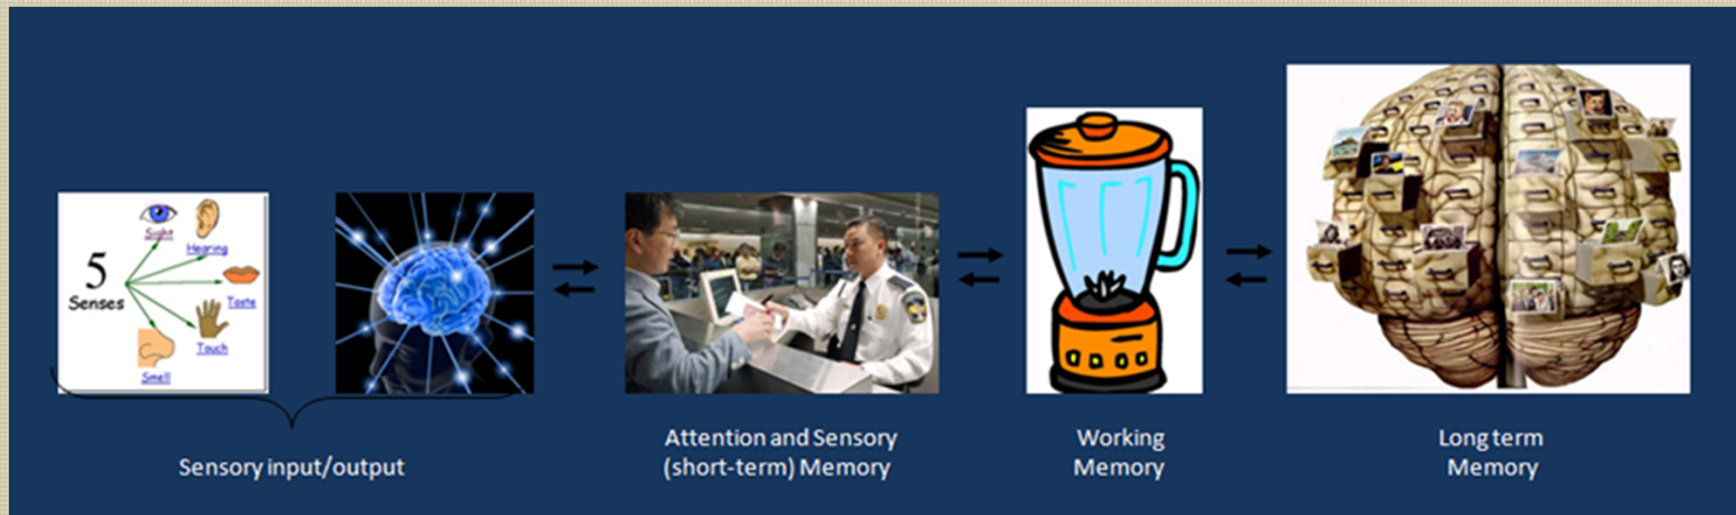 5
Senses
Sight
Hearing
Taste
Touch
Smell
Sensory input/output
Attention and Sensory
(short-term) Memory
Working
Memory
Long term
Memory